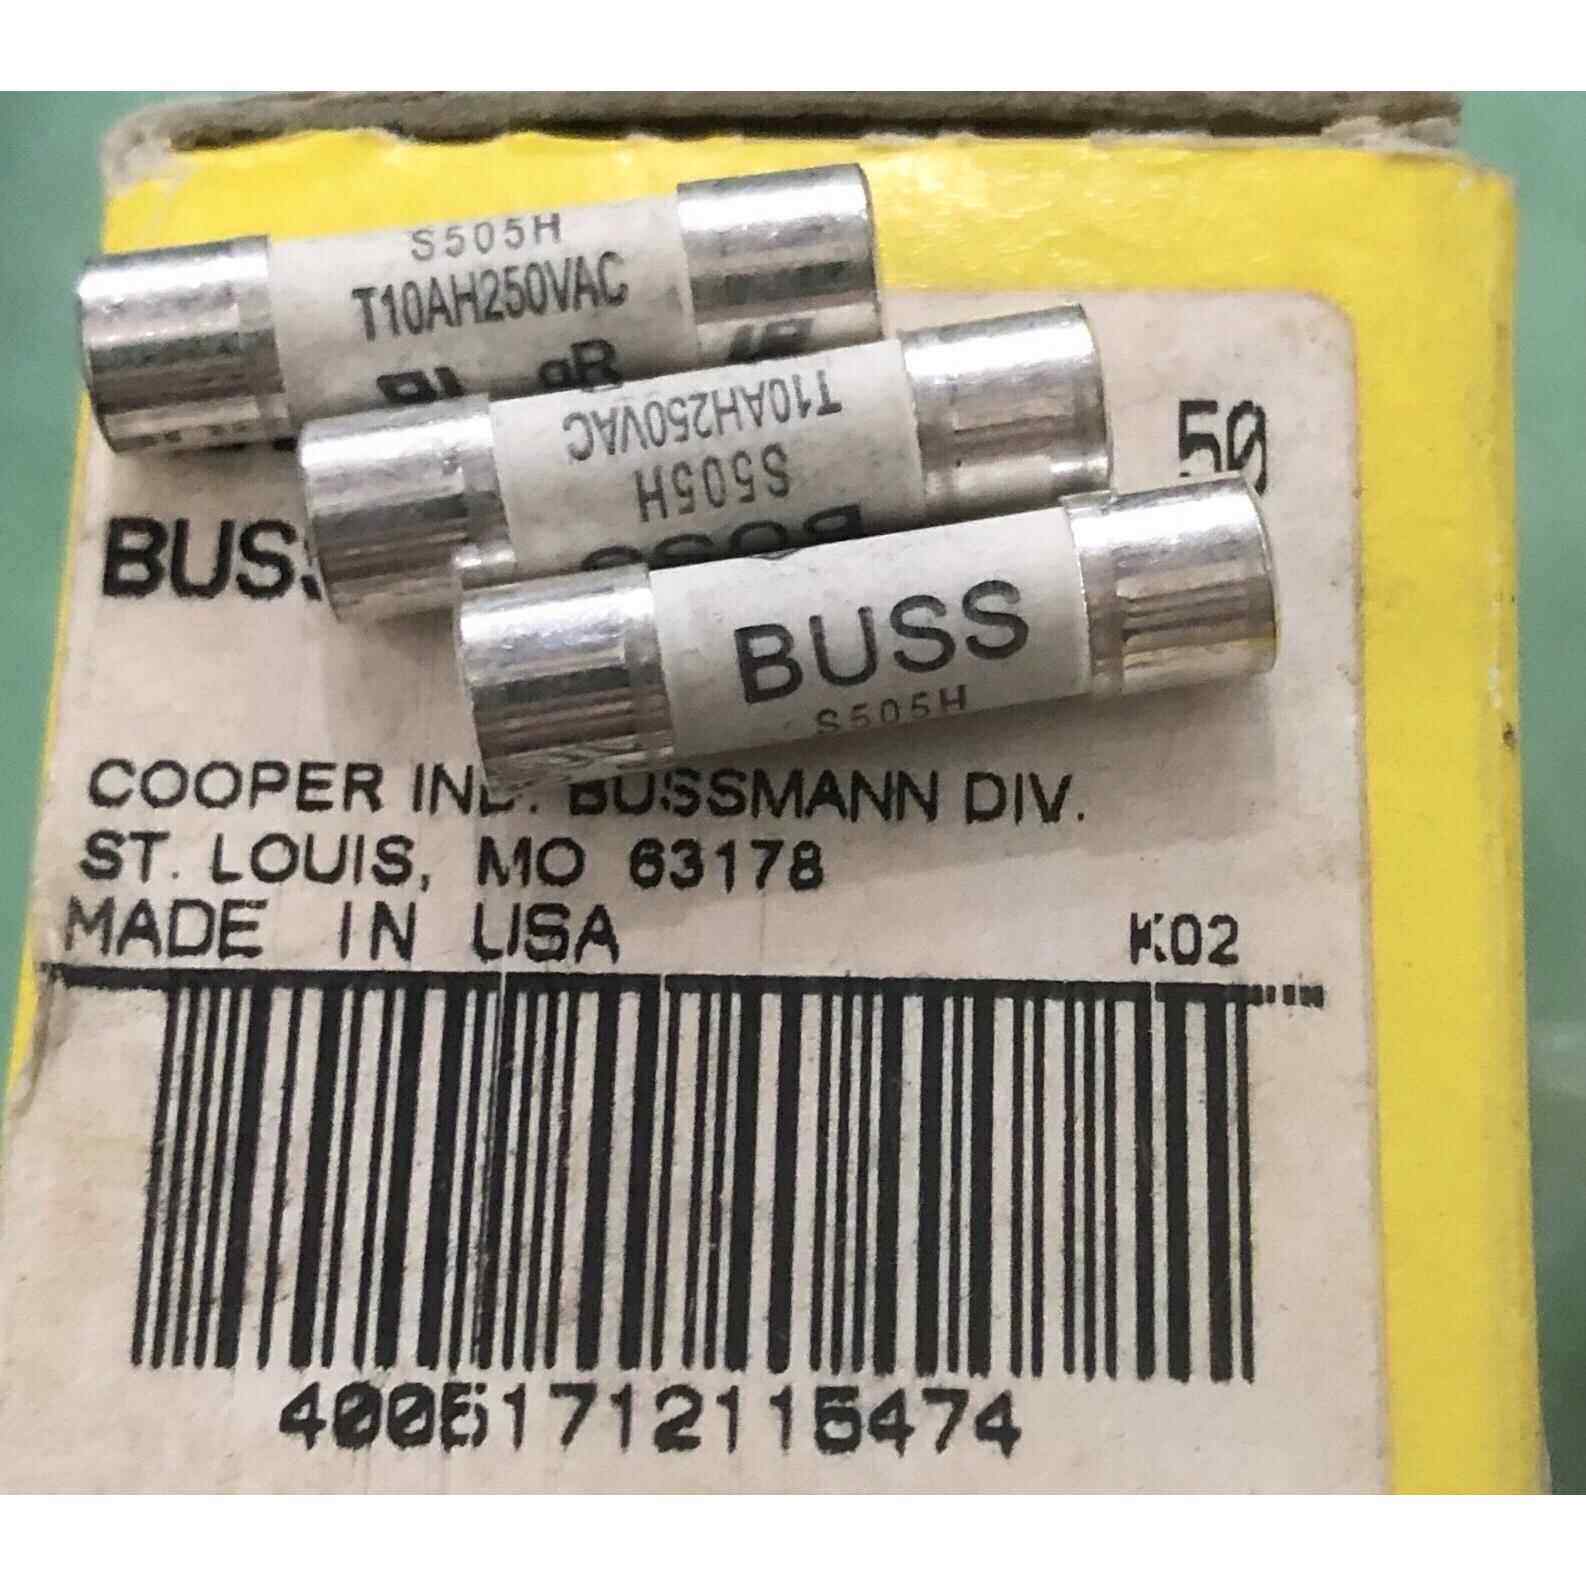 S505H
T10AH250VAC
T10AH250VAC
S505H
BUSS
50
BUSS
S505H
COOPER IND. BUSSMANN DIV.
ST. LOUIS, MO 63178
MADE IN USA
K02
40051712115474